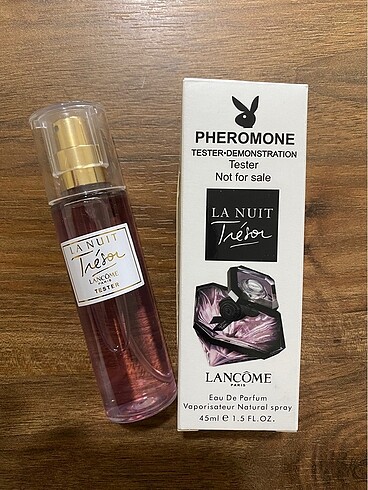 LA NUIT
Trésor
LANCÔME
PARIS
TESTER
PHEROMONE
TESTER•DEMONSTRATION
Tester
Not for sale
LA NUIT
Trésor
LANCÔME
PARIS
Eau De Parfum
Vaporisateur Natural spray
45ml e 1.5 FL.OZ.